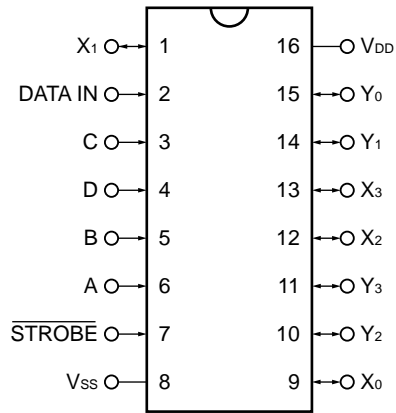 X1 1 16 VDD
DATA IN 2 15 Y0
C 3 14 Y1
D 4 13 X3
B 5 12 X2
A 6 11 Y3
STROBE 7 10 Y2
VSS 8 9 X0